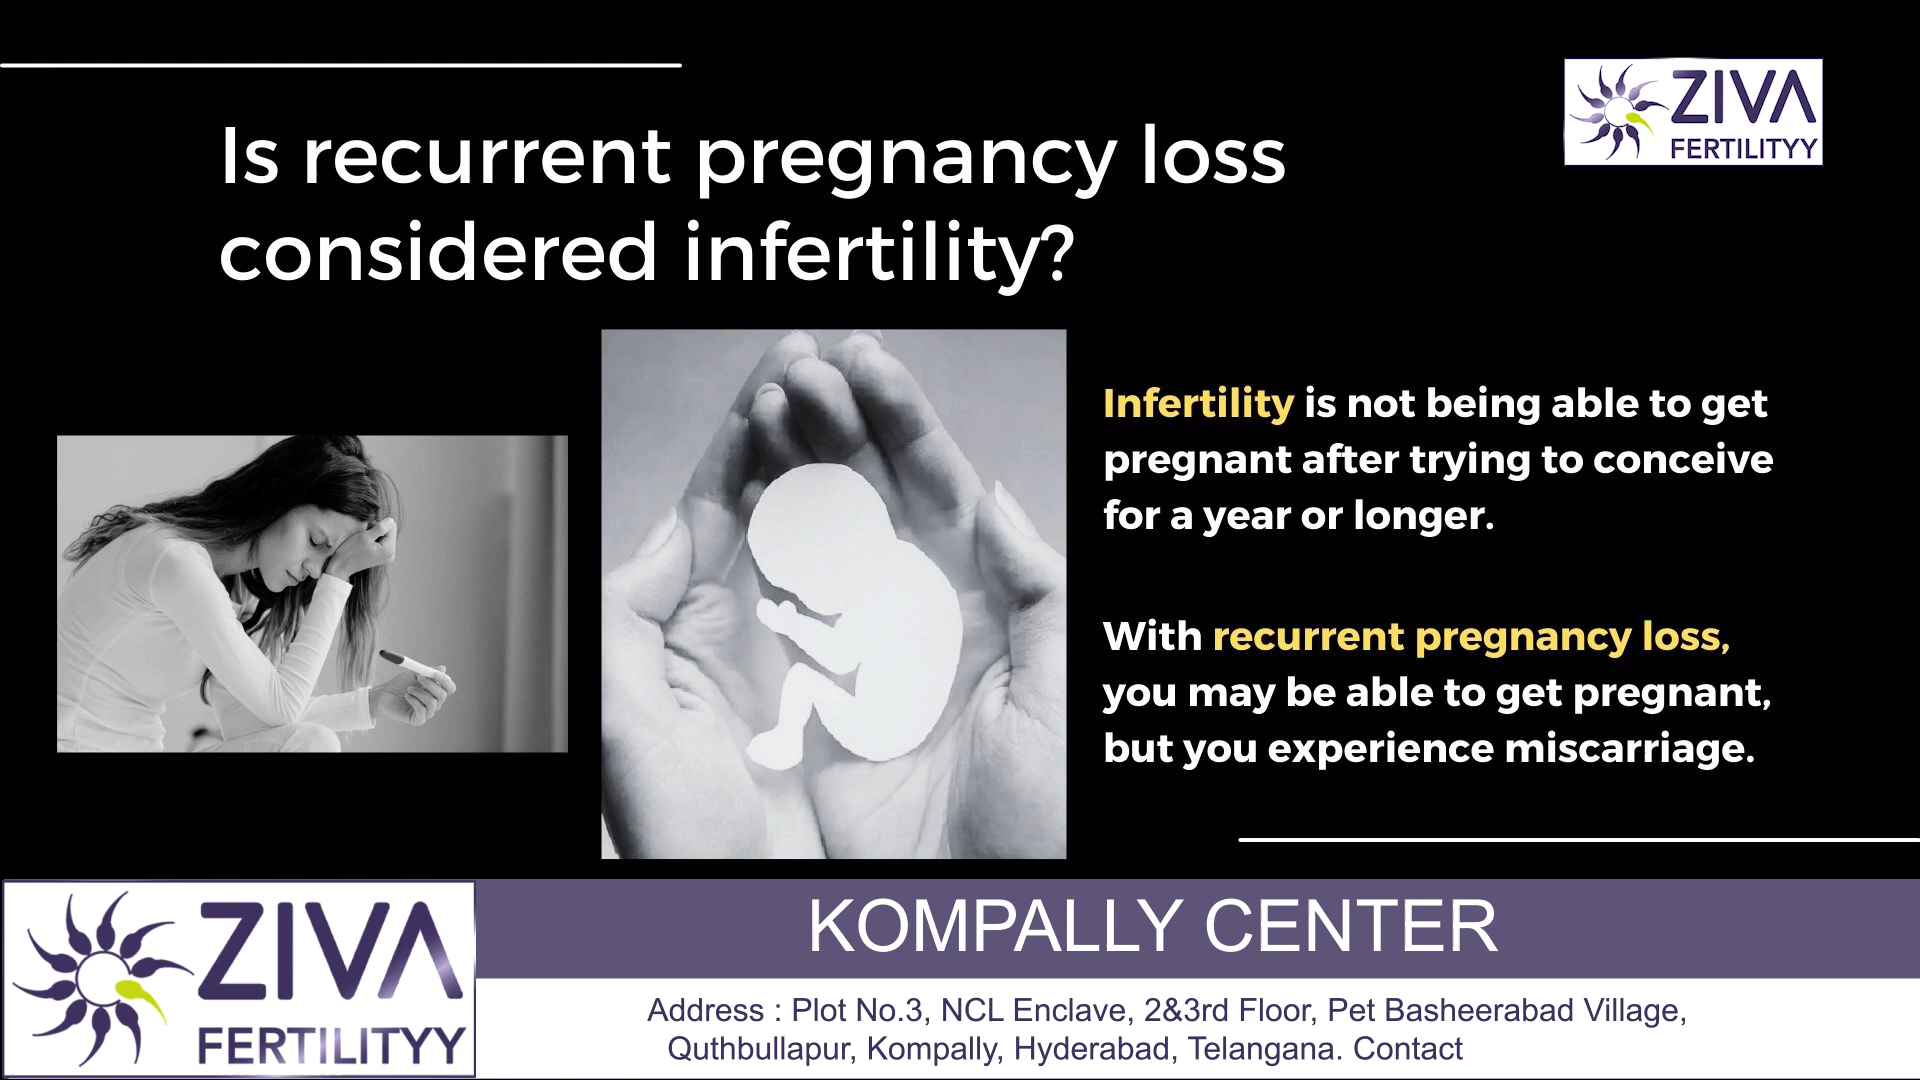 ZIVA
FERTILITYY
Is recurrent pregnancy loss
considered infertility?
Infertility is not being able to get
pregnant after trying to conceive
for a year or longer.
With recurrent pregnancy loss,
you may be able to get pregnant,
but you experience miscarriage.
ZIVA
FERTILITYY
KOMPALLY CENTER
Address : Plot No.3, NCL Enclave, 2&3rd Floor, Pet Basheerabad Village,
Quthbullapur, Kompally, Hyderabad, Telangana. Contact